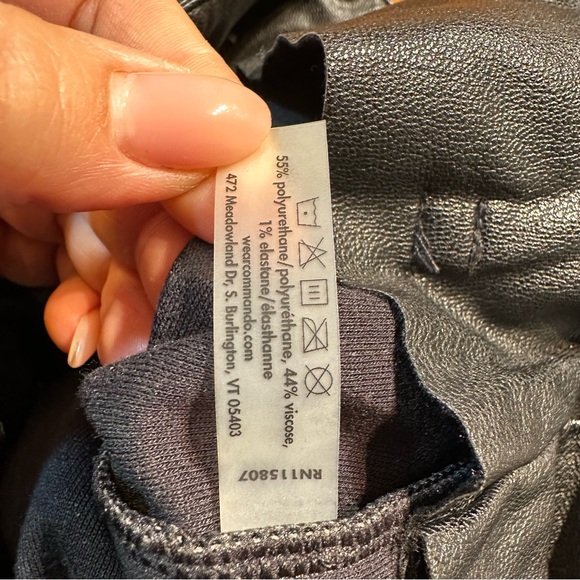 55% polyurethane/polyuréthane, 44% viscose,
1% elastane/élasthanne
wearcommando.com
472 Meadowland Dr, S. Burlington, VT 05403
RN115807